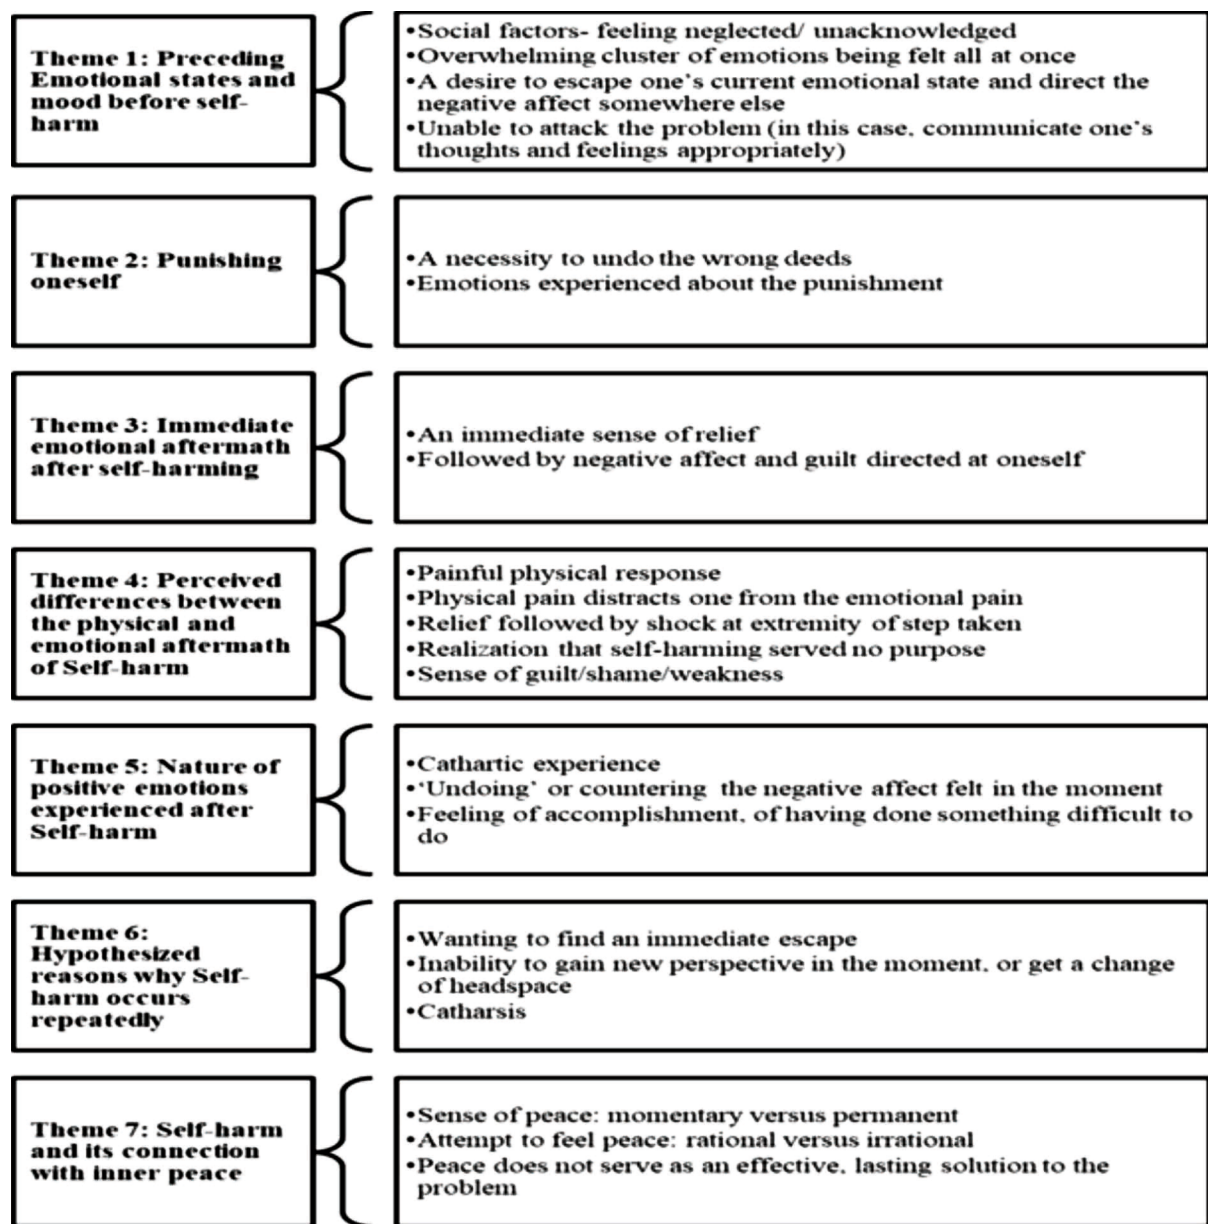 Theme 1: Preceding
Emotional states and
mood before self-
harm
•Social factors- feeling neglected/ unacknowledged
•Overwhelming cluster of emotions being felt all at once
•A desire to escape one's current emotional state and direct the
negative affect somewhere else
•Unable to attack the problem (in this case, communicate one's
thoughts and feelings appropriately)
Theme 2: Punishing
oneself
•A necessity to undo the wrong deeds
•Emotions experienced about the punishment
Theme 3: Immediate
emotional aftermath
after self-harming
•An immediate sense of relief
•Followed by negative affect and guilt directed at oneself
Theme 4: Perceived
differences between
the physical and
emotional aftermath
of Self-harm
•Painful physical response
•Physical pain distracts one from the emotional pain
•Relief followed by shock at extremity of step taken
•Realization that self-harming served no purpose
•Sense of guilt/shame/weakness
Theme 5: Nature of
positive emotions
experienced after
Self-harm
•Cathartic experience
•'Undoing' or countering the negative affect felt in the moment
•Feeling of accomplishment, of having done something difficult to
do
Theme 6:
Hypothesized
reasons why Self-
harm occurs
repeatedly
•Wanting to find an immediate escape
•Inability to gain new perspective in the moment, or get a change
of headspace
•Catharsis
Theme 7: Self-harm
and its connection
with inner peace
•Sense of peace: momentary versus permanent
•Attempt to feel peace: rational versus irrational
•Peace does not serve as an effective, lasting solution to the
problem